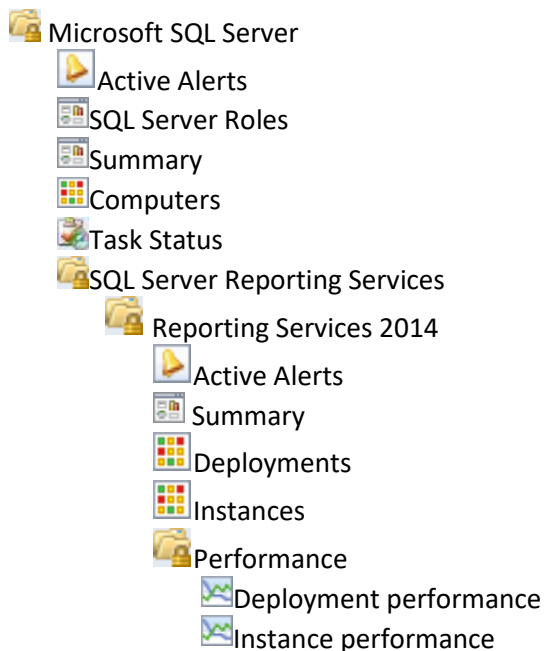 Microsoft SQL Server
Active Alerts
SQL Server Roles
Summary
Computers
Task Status
SQL Server Reporting Services
Reporting Services 2014
Active Alerts
Summary
Deployments
Instances
Performance
Deployment performance
Instance performance